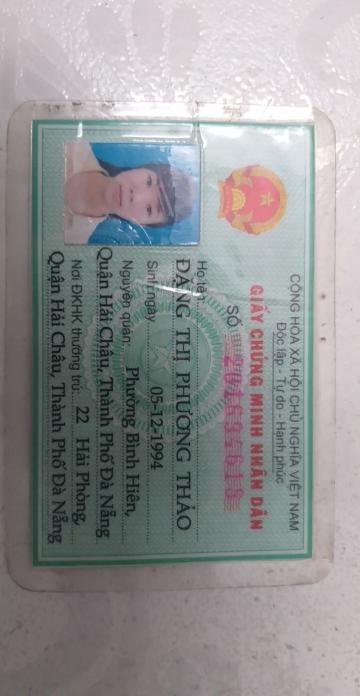 CỘNG HÒA XÃ HỘI CHỦ NGHĨA VIỆT NAM
Độc lập - Tự do - Hạnh phúc
GIẤY CHỨNG MINH NHÂN DÂN
SỐ
Họ tên:
ĐẶNG THỊ PHƯƠNG THẢO
Sinh ngày 05-12-1994
Nguyên quán: Phường Bình Hiên,
Quận Hải Châu, Thành Phố Đà Nẵng
Nơi ĐKHK thường trú: 22 Hải Phòng,
Quận Hải Châu, Thành Phố Đà Nẵng